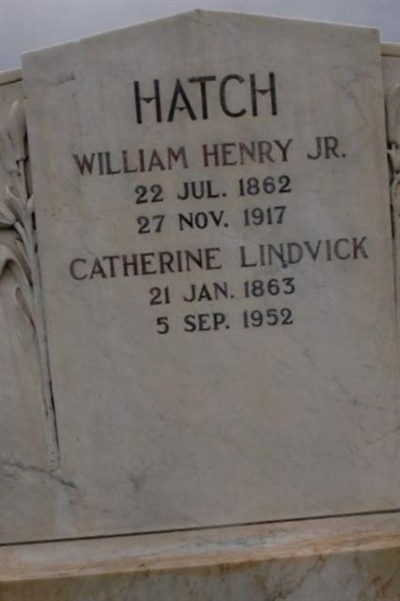 HATCH
WILLIAM HENRY JR.
22 JUL. 1862
27 NOV. 1917
CATHERINE LINDVICK
21 JAN. 1863
5 SEP. 1952